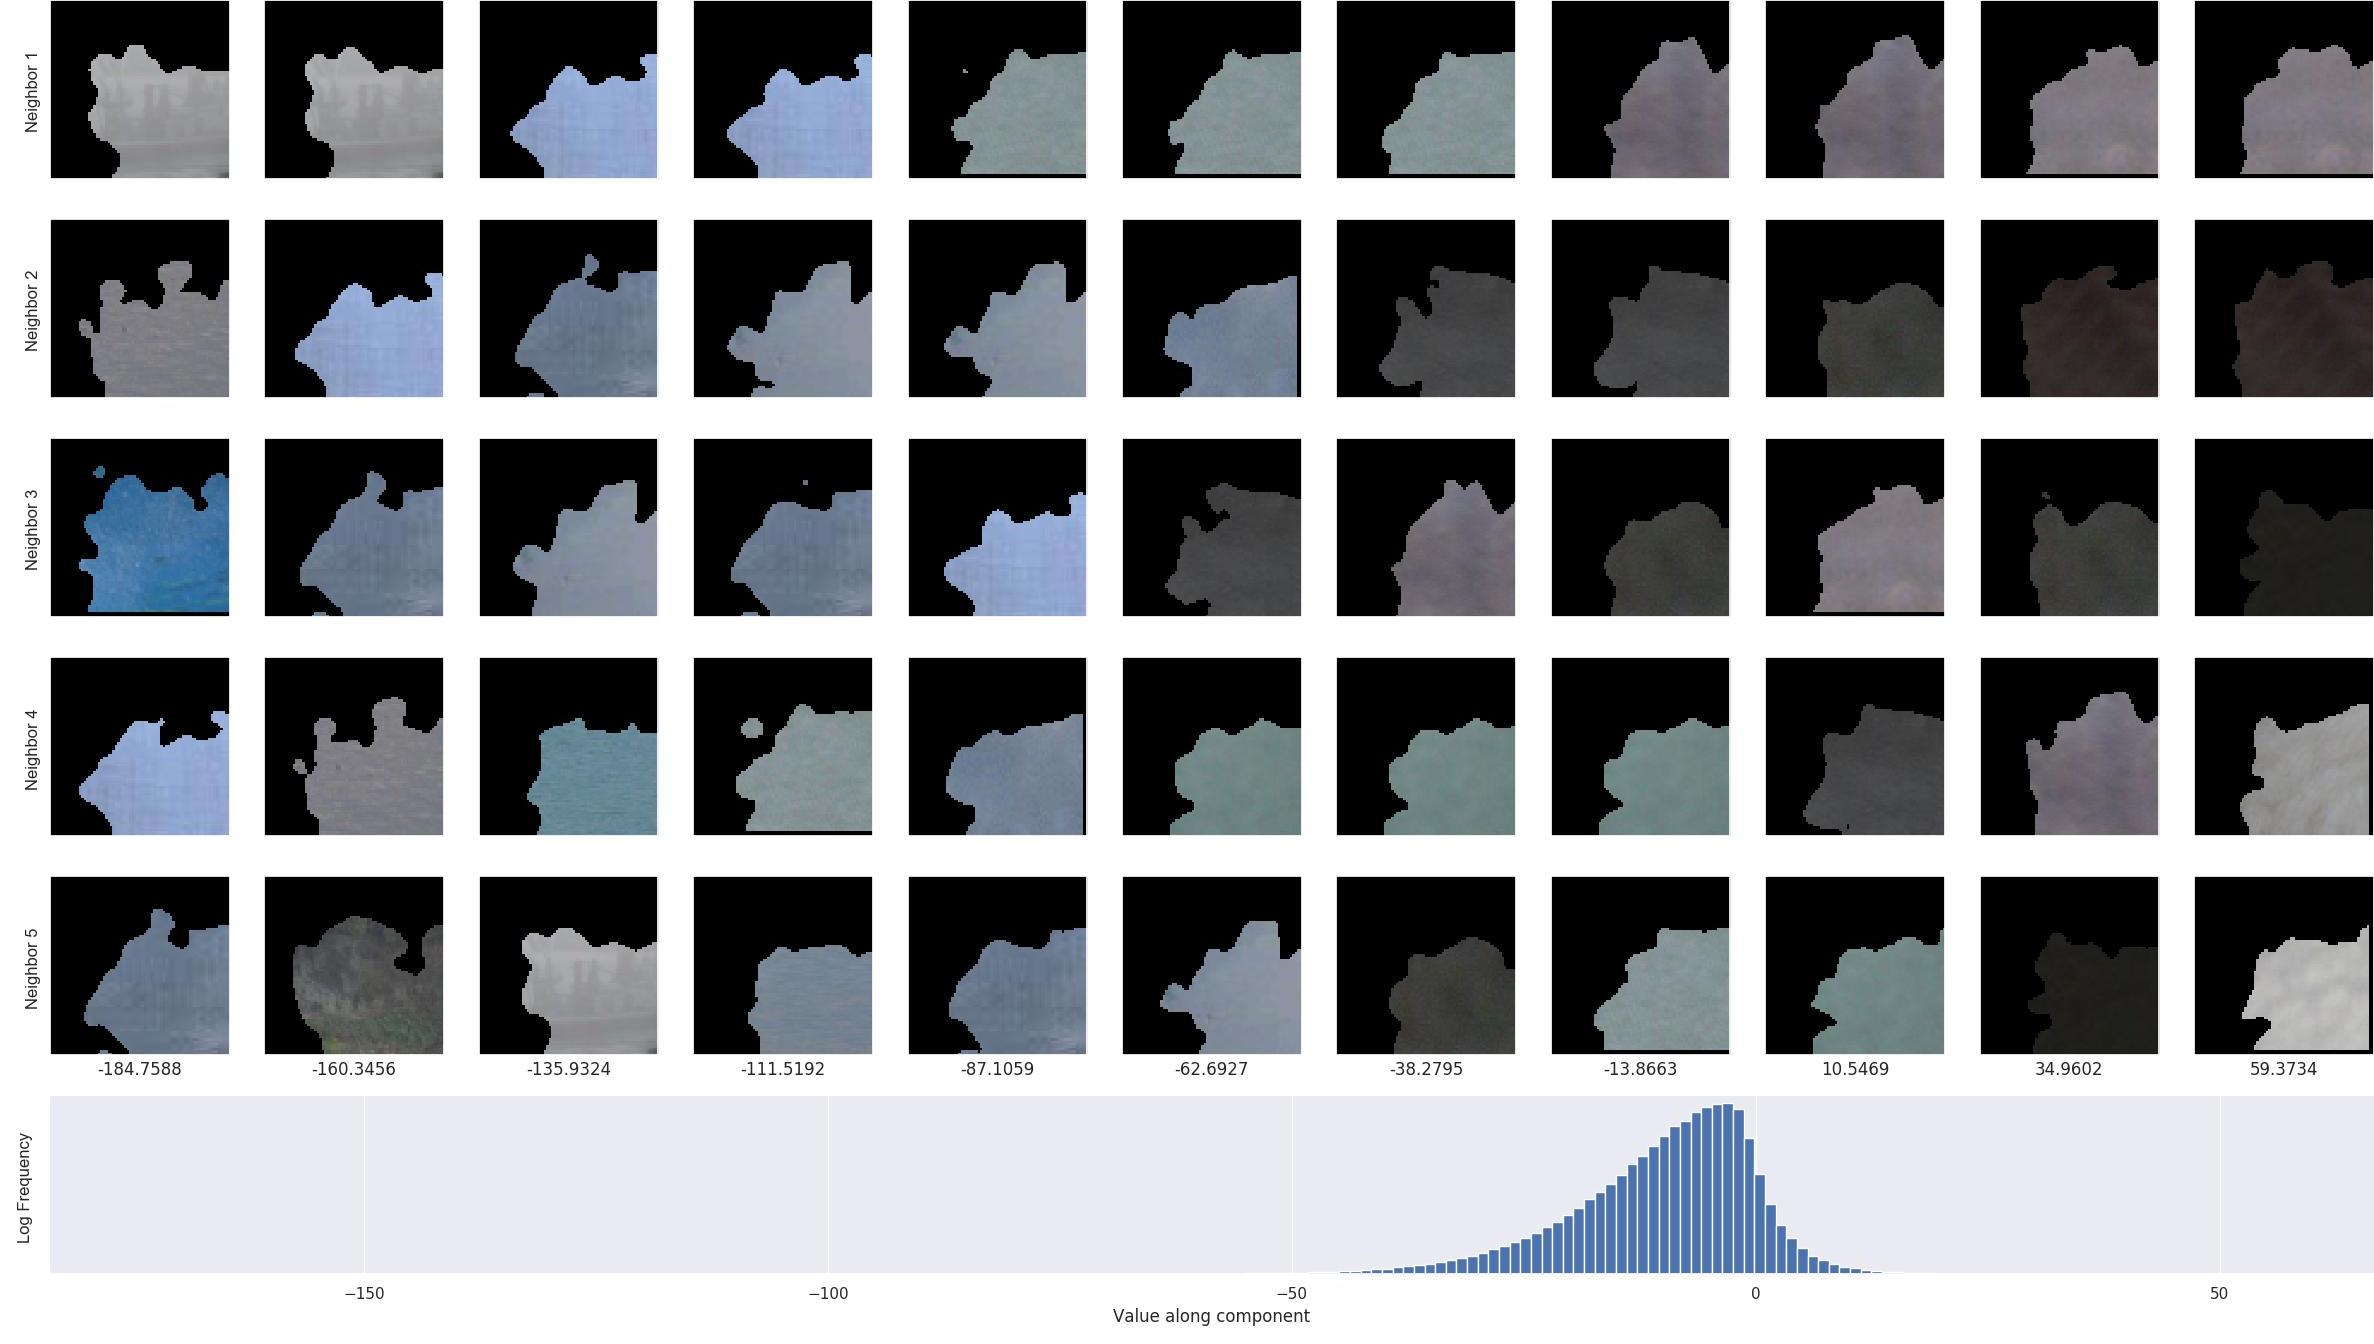 Neighbor 1
Neighbor 2
Neighbor 3
Neighbor 4
Neighbor 5
-184.7588 -160.3456 -135.9324 -111.5192 -87.1059 -62.6927 -38.2795 -13.8663 10.5469 34.9602 59.3734
Log Frequency
−150 −100 −50 0 50
Value along component